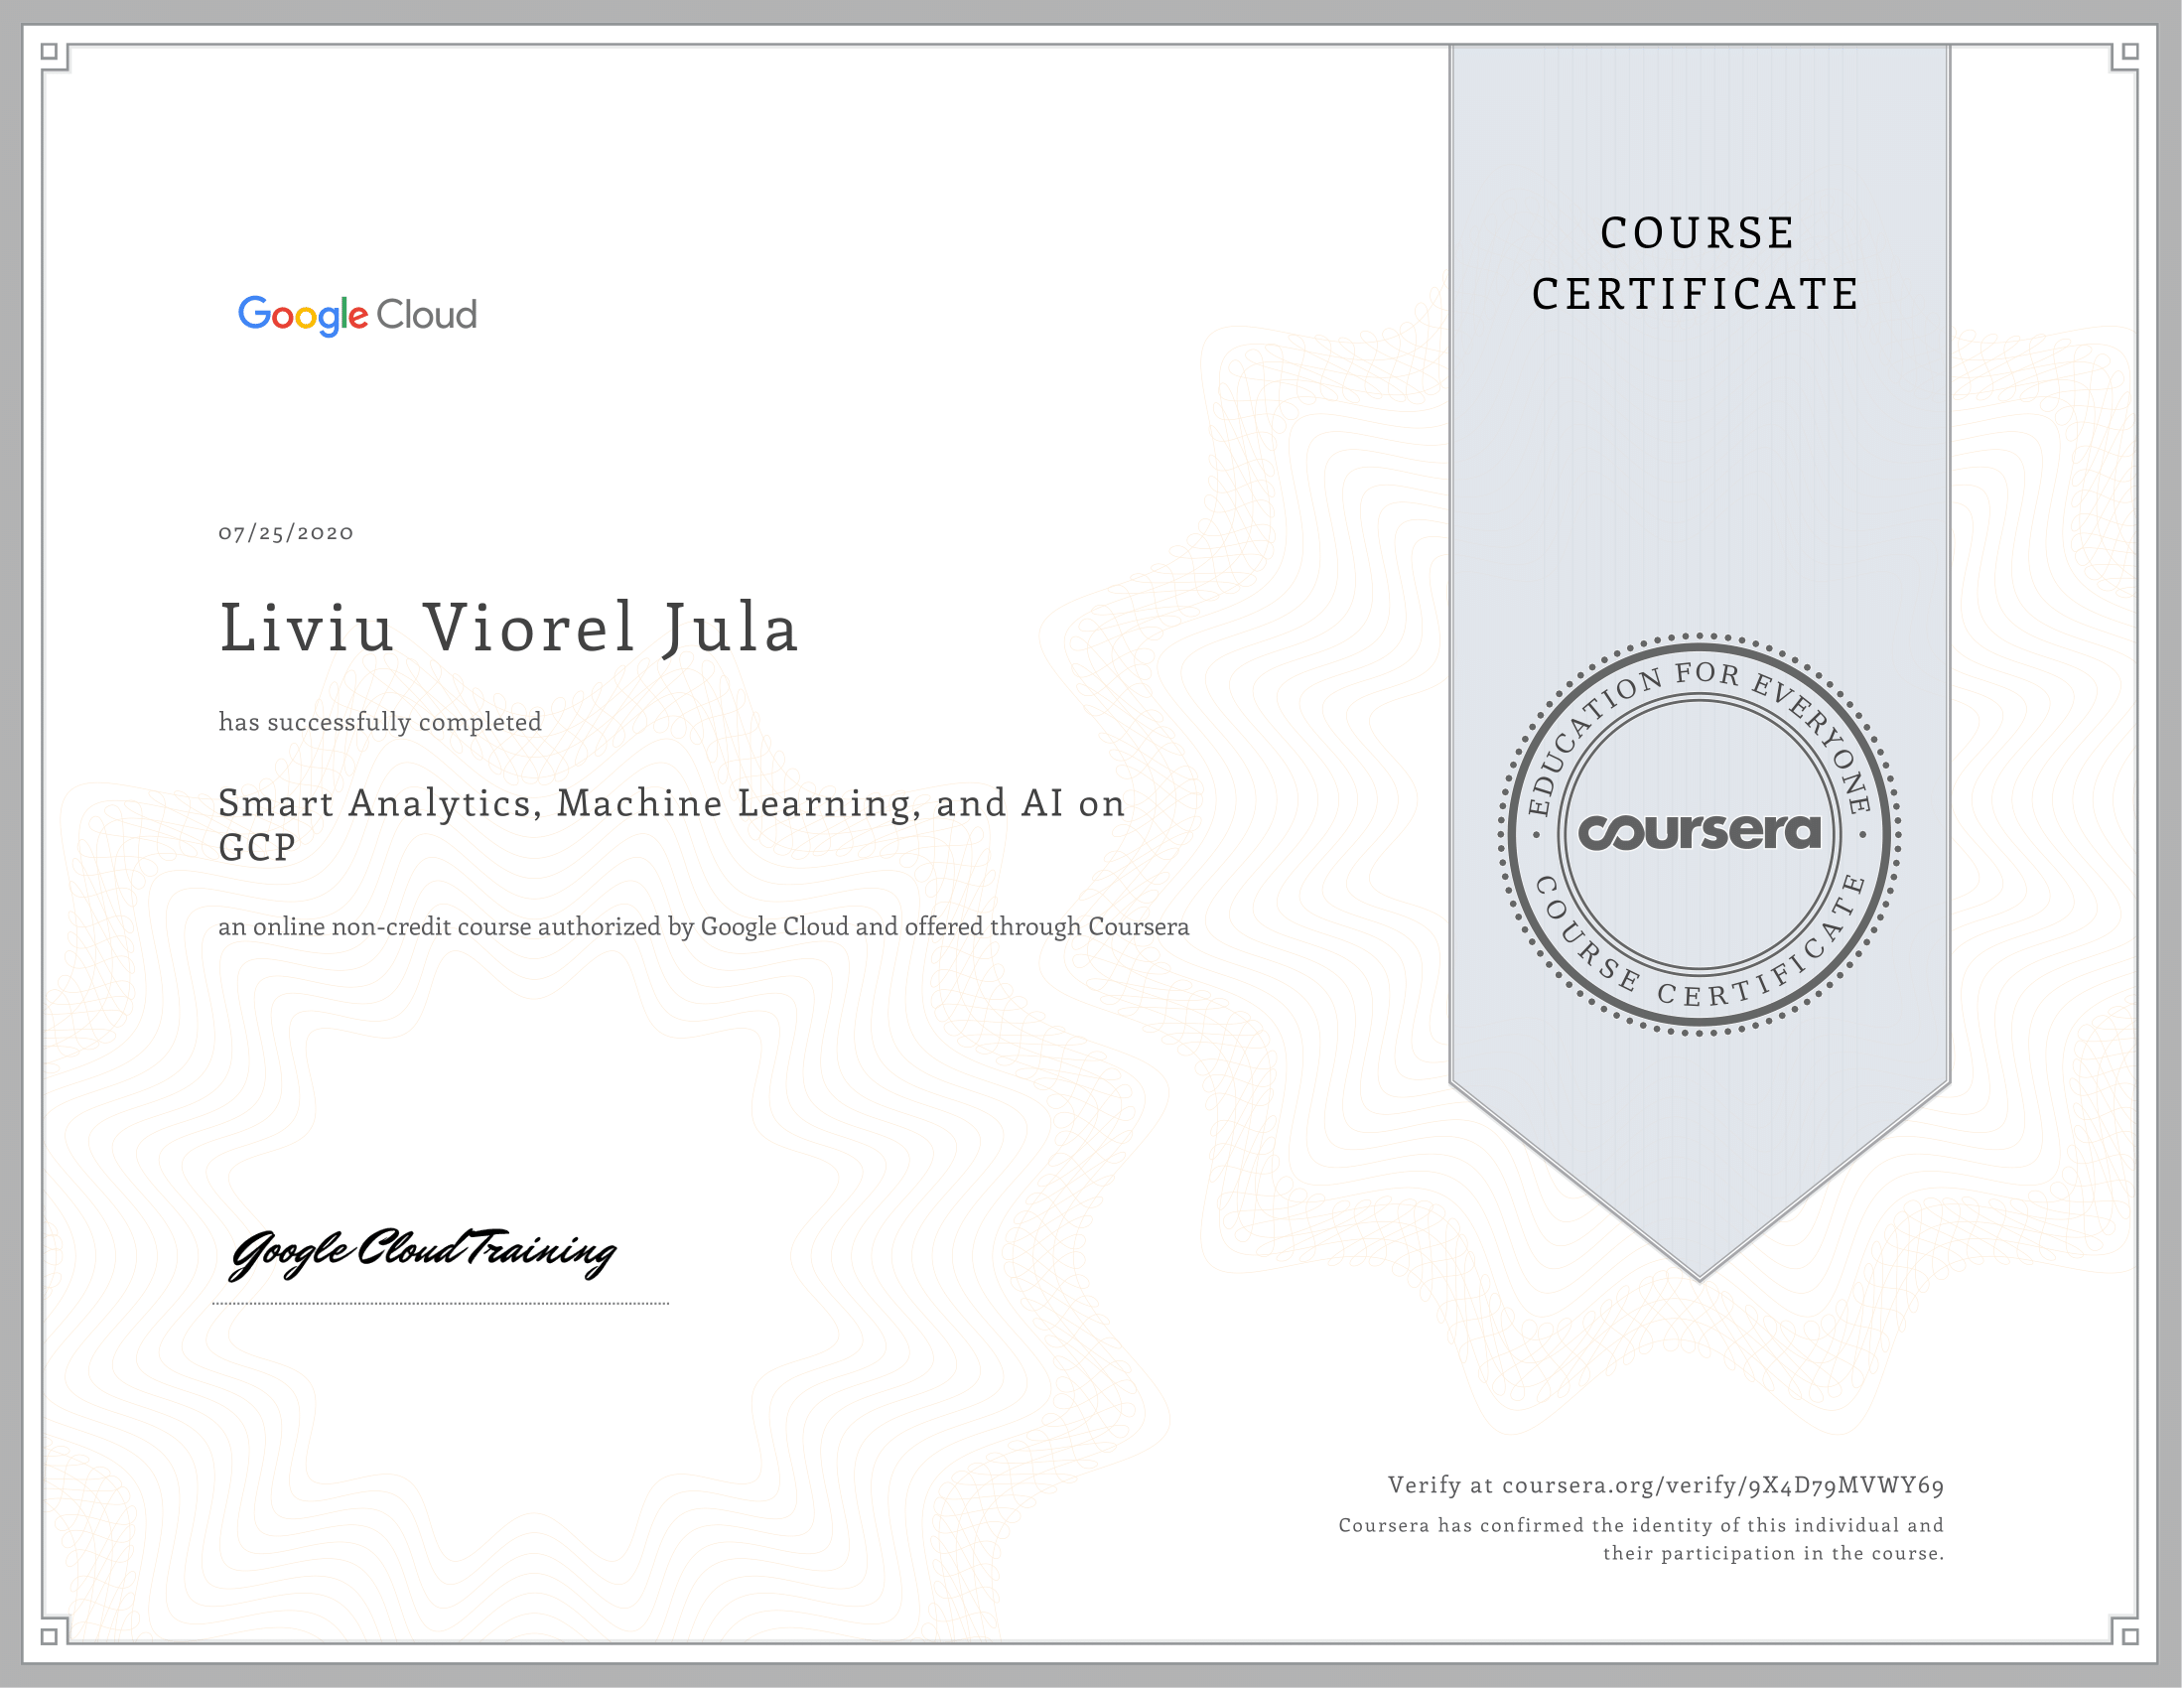 Google Cloud
07/25/2020
Liviu Viorel Jula
has successfully completed
Smart Analytics, Machine Learning, and AI on
GCP
an online non-credit course authorized by Google Cloud and offered through Coursera
Google Cloud Training
COURSE
CERTIFICATE
EDUCATION FOR EVERYONE
coursera
COURSE CERTIFICATE
Verify at coursera.org/verify/9X4D79MVWY69
Coursera has confirmed the identity of this individual and
their participation in the course.